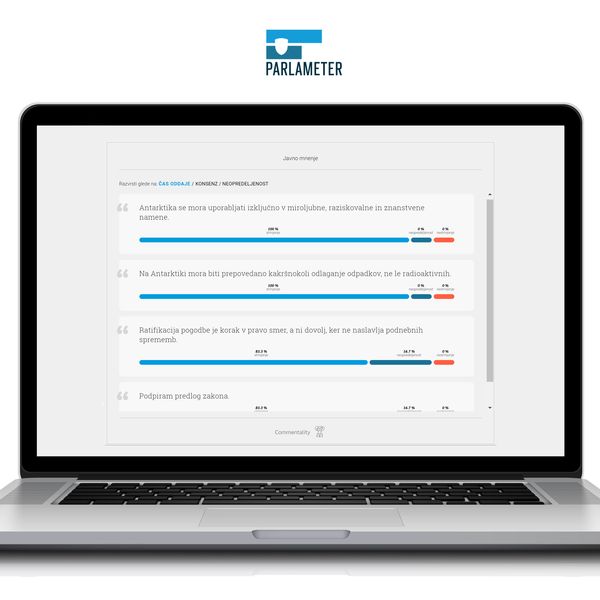 PARLAMETER
Javno mnenje
Razvrsti glede na: ČAS ODDAJE / KONSENZ / NEOPREDELJENOST
Antarktika se mora uporabljati izključno v miroljubne, raziskovalne in znanstvene
namene.
100 % 0 % 0 %
strinjanje neopredeljenost nestrinjanje
Na Antarktiki mora biti prepovedano kakršnokoli odlaganje odpadkov, ne le radioaktivnih.
100 % 0 % 0 %
strinjanje neopredeljenost nestrinjanje
Ratifikacija pogodbe je korak v pravo smer, a ni dovolj, ker ne naslavlja podnebnih
sprememb.
83.3 % 16.7 % 0 %
strinjanje neopredeljenost nestrinjanje
Podpiram predlog zakona.
83.3 % 16.7 % 0 %
strinjanje neopredeljenost nestrinjanje
Commentality